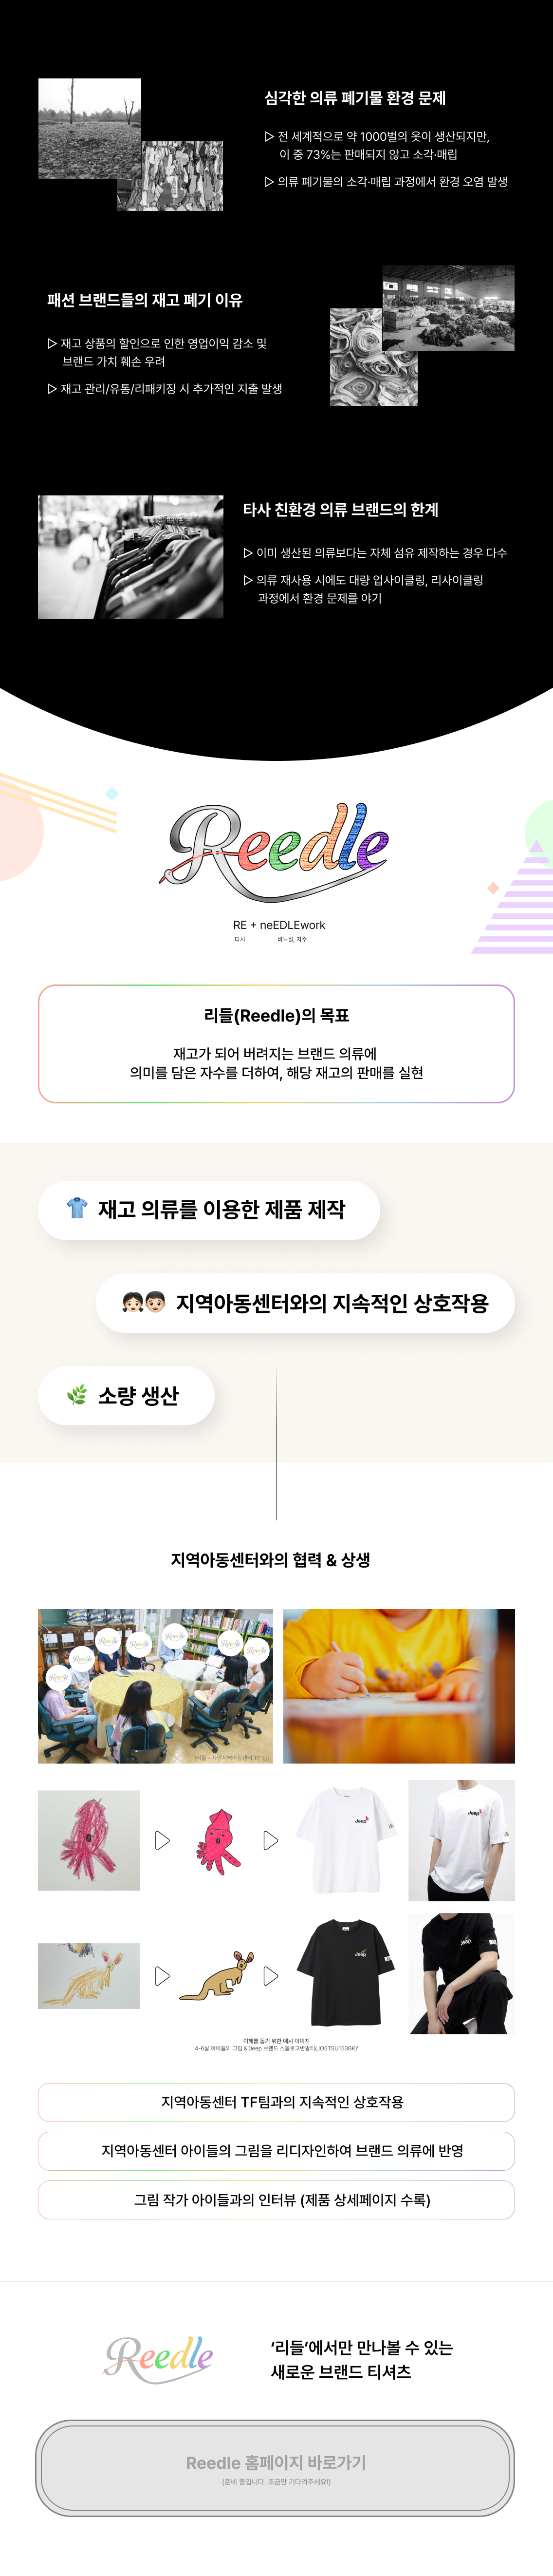 심각한 의류 폐기물 환경 문제
▷ 전 세계적으로 약 1000벌의 옷이 생산되지만,
이 중 73%는 판매되지 않고 소각·매립
▷ 의류 폐기물의 소각·매립 과정에서 환경 오염 발생
패션 브랜드들의 재고 폐기 이유
▷ 재고 상품의 할인으로 인한 영업이익 감소 및
브랜드 가치 훼손 우려
▷ 재고 관리/유통/리패키징 시 추가적인 지출 발생
타사 친환경 의류 브랜드의 한계
▷ 이미 생산된 의류보다는 자체 섬유 제작하는 경우 다수
▷ 의류 재사용 시에도 대량 업사이클링, 리사이클링
과정에서 환경 문제를 야기
Reedle
RE + neEDLEwork
다시 바느질, 자수
리들(Reedle)의 목표
재고가 되어 버려지는 브랜드 의류에
의미를 담은 자수를 더하여, 해당 재고의 판매를 실현
재고 의류를 이용한 제품 제작
지역아동센터와의 지속적인 상호작용
소량 생산
지역아동센터와의 협력 & 상생
Reedle Reedle Reedle Reedle Reedle Reedle Reedle
Jeep
Jeep
Jeep
Jeep
이해를 돕기 위한 예시 이미지
4-6살 아이들의 그림 & 'Jeep 브랜드 스몰로고반팔티(JO5TSU153BK)'
지역아동센터 TF팀과의 지속적인 상호작용
지역아동센터 아이들의 그림을 리디자인하여 브랜드 의류에 반영
그림 작가 아이들과의 인터뷰 (제품 상세페이지 수록)
Reedle
‘리들’에서만 만나볼 수 있는
새로운 브랜드 티셔츠
Reedle 홈페이지 바로가기
(준비 중입니다. 조금만 기다려주세요!)